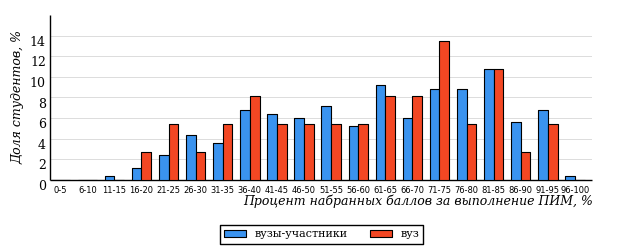 Доля студентов, %
14
12
10
8
6
4
2
0
0-5 6-10 11-15 16-20 21-25 26-30 31-35 36-40 41-45 46-50 51-55 56-60 61-65 66-70 71-75 76-80 81-85 86-90 91-95 96-100
Процент набранных баллов за выполнение ПИМ, %
вузы-участники вуз